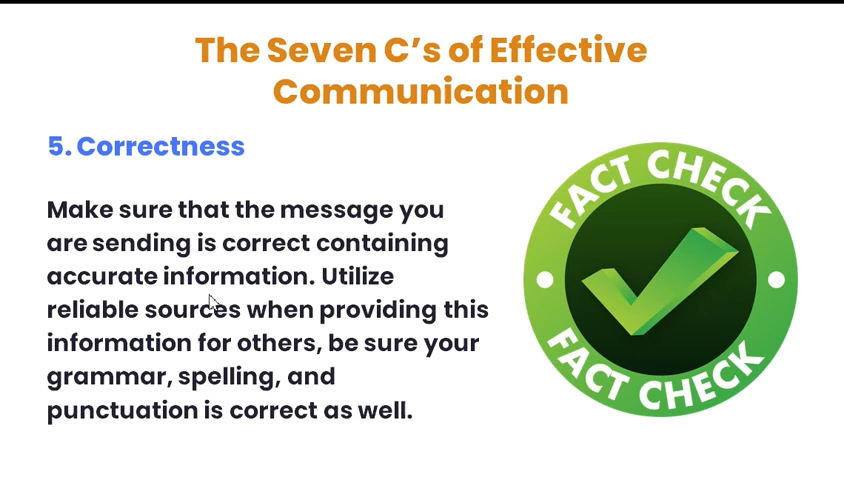 The Seven C’s of Effective
Communication
5. Correctness
Make sure that the message you
are sending is correct containing
accurate information. Utilize
reliable sources when providing this
information for others, be sure your
grammar, spelling, and
punctuation is correct as well.
FACT CHECK
FACT CHECK